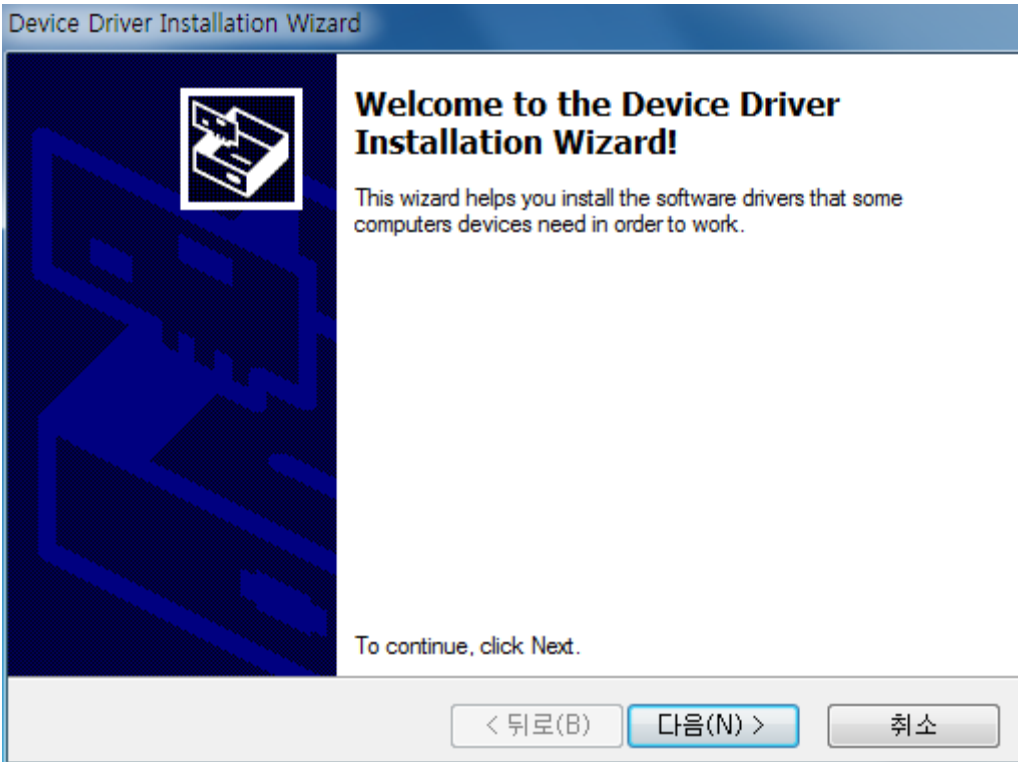 Device Driver Installation Wizard
Welcome to the Device Driver
Installation Wizard!
This wizard helps you install the software drivers that some
computers devices need in order to work.
To continue, click Next.
< 뒤로(B)
다음(N) >
취소